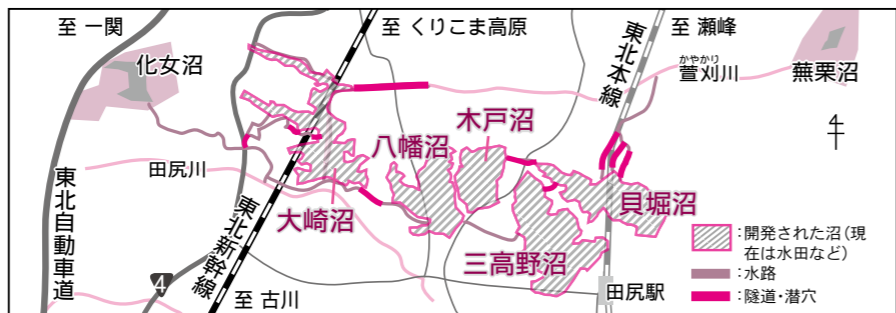 至 一関
至 くりこま高原
至 瀬峰
化女沼
東北本線
かやかり
萱刈川
蕪栗沼
木戸沼
八幡沼
田尻川
大崎沼
貝堀沼
東北自動車道
東北新幹線
三高野沼
4
至 古川
田尻駅
:開発された沼(現
在は水田など)
:水路
:隧道・潜穴